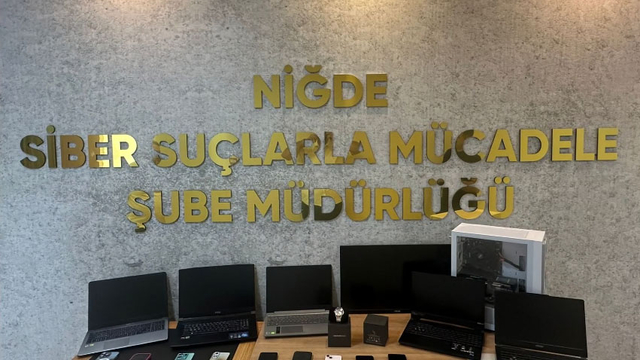 NİĞDE
SİBER SUÇLARLA MÜCADELE
ŞUBE MÜDÜRLÜĞÜ